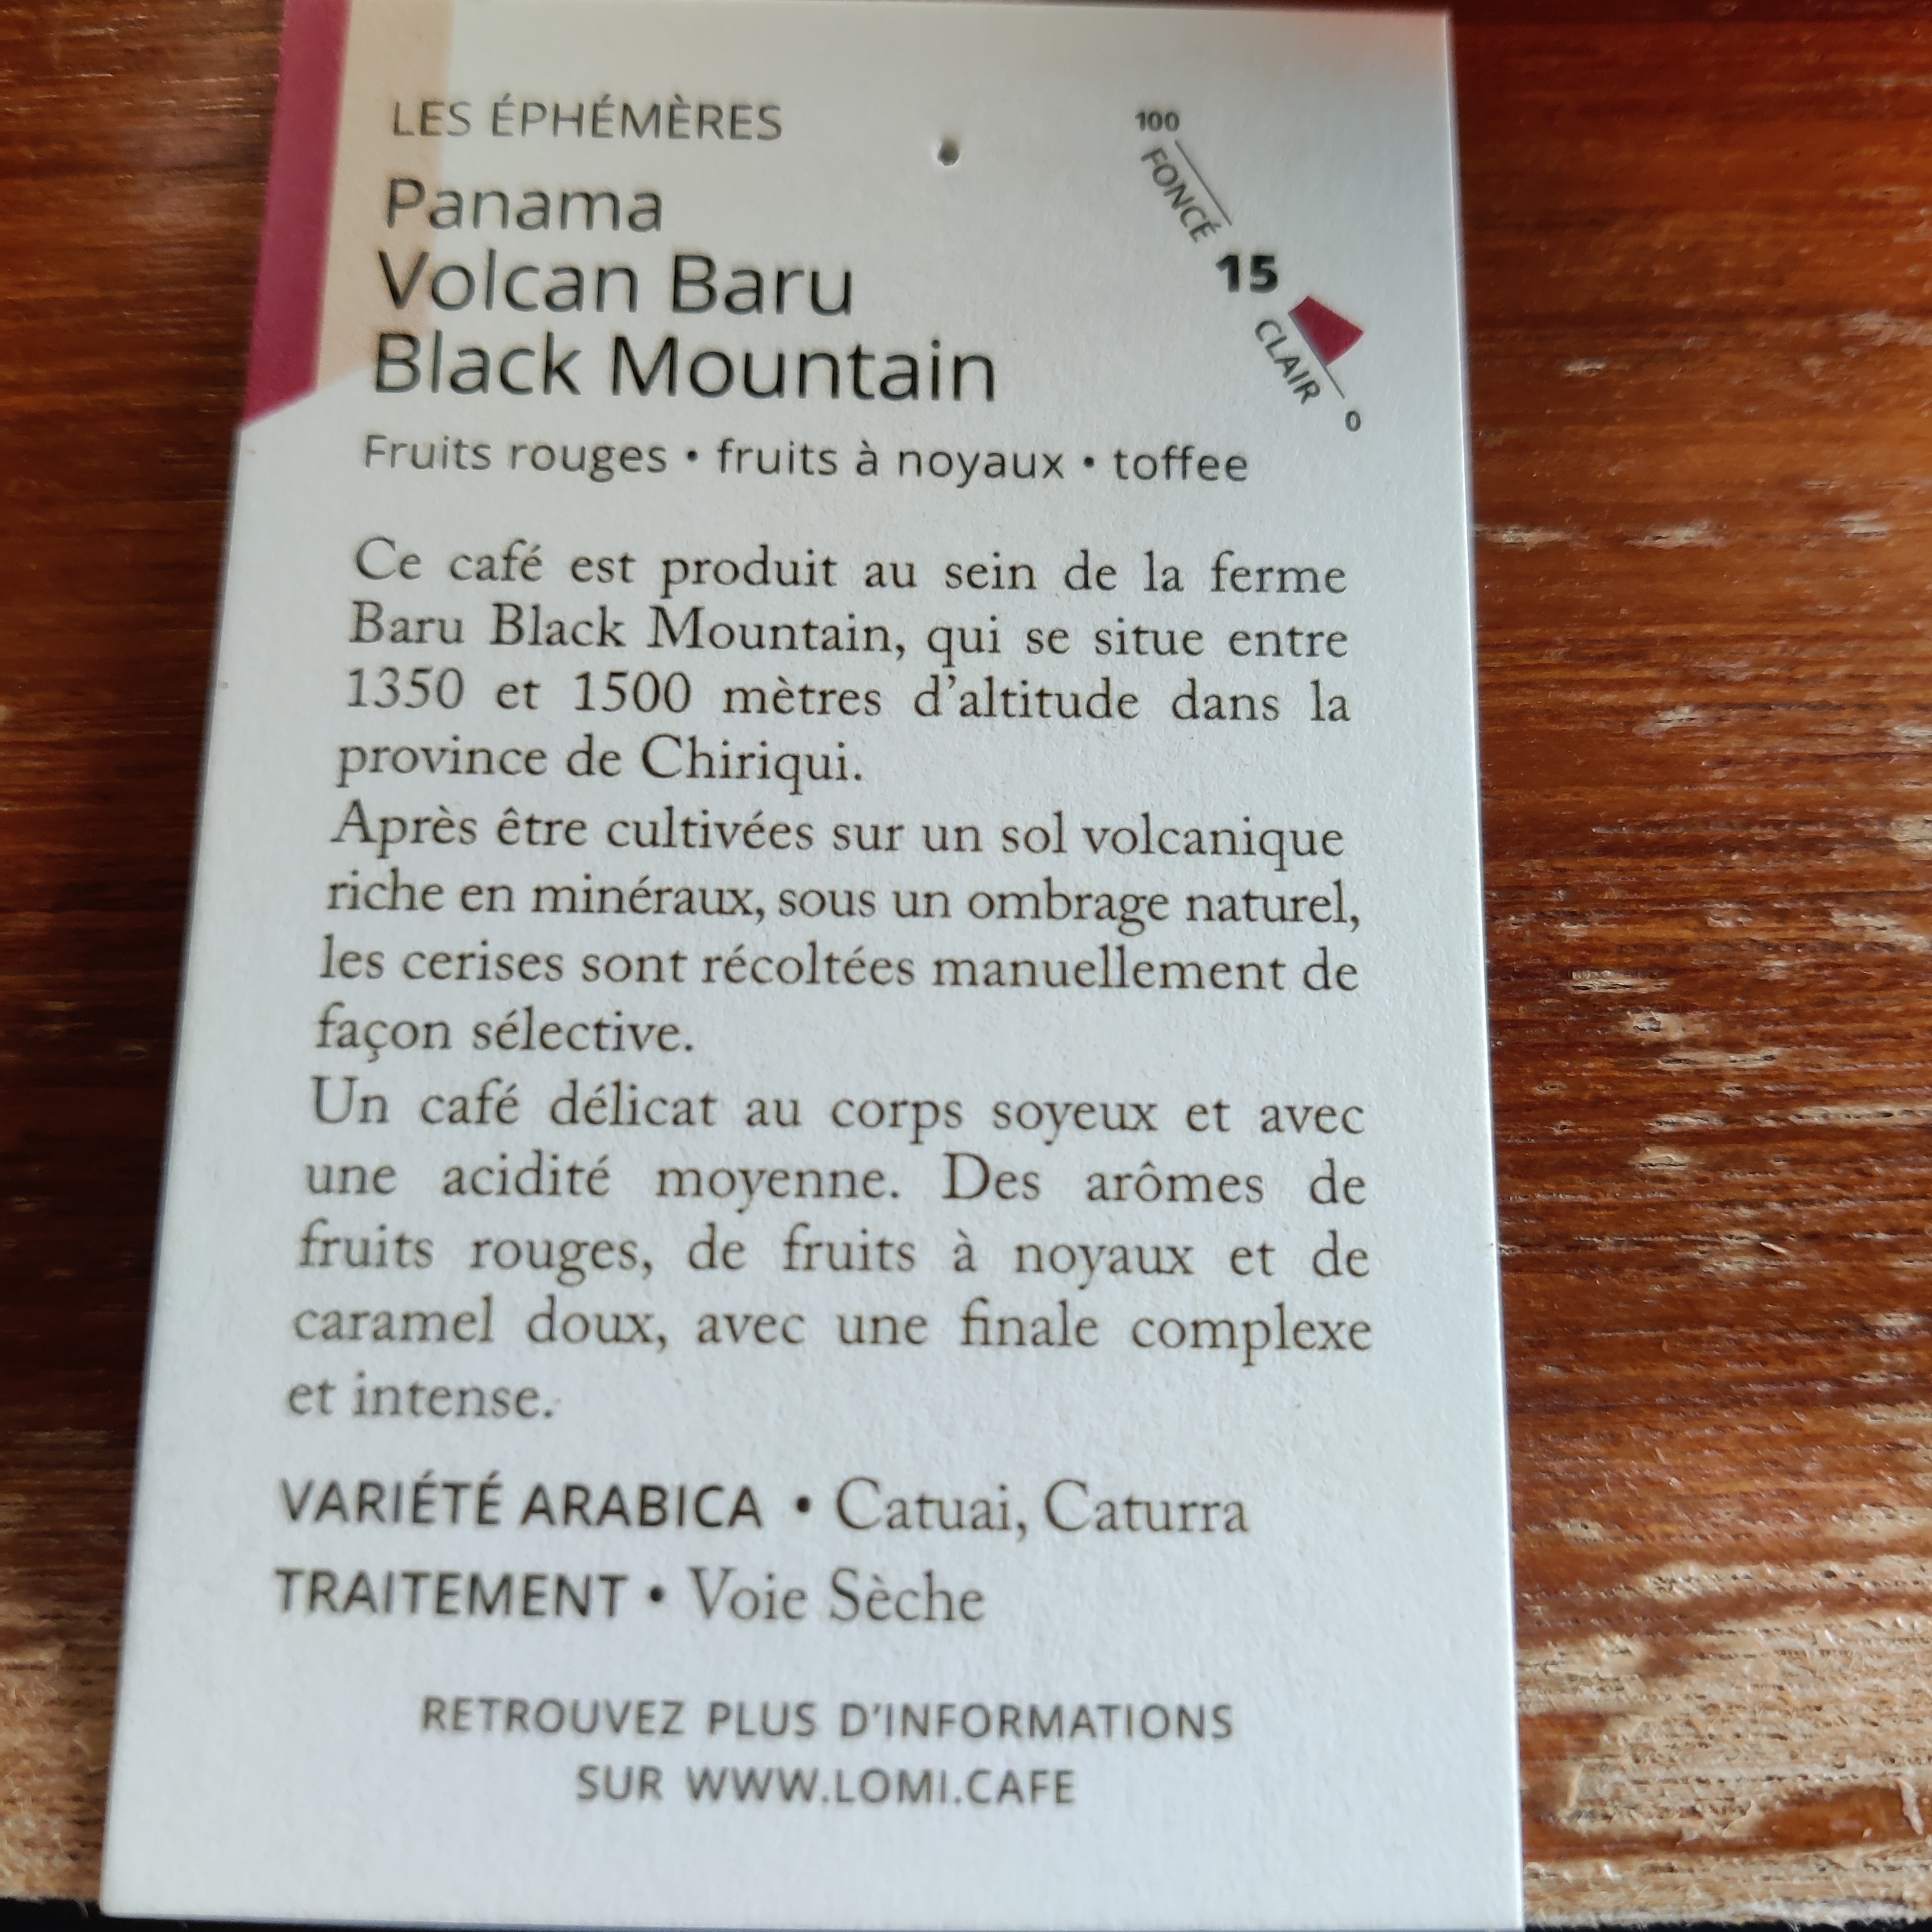 LES ÉPHÉMÈRES
Panama
Volcan Baru
Black Mountain
100
FONCÉ
15
CLAIR
0
Fruits rouges • fruits à noyaux • toffee
Ce café est produit au sein de la ferme
Baru Black Mountain, qui se situe entre
1350 et 1500 mètres d'altitude dans la
province de Chiriqui.
Après être cultivées sur un sol volcanique
riche en minéraux, sous un ombrage naturel,
les cerises sont récoltées manuellement de
façon sélective.
Un café délicat au corps soyeux et avec
une acidité moyenne. Des arômes de
fruits rouges, de fruits à noyaux et de
caramel doux, avec une finale complexe
et intense.
VARIÉTÉ ARABICA • Catuai, Caturra
TRAITEMENT • Voie Sèche
RETROUVEZ PLUS D'INFORMATIONS
SUR WWW.LOMI.CAFE